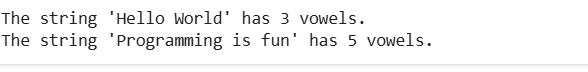 The string 'Hello World' has 3 vowels.
The string 'Programming is fun' has 5 vowels.